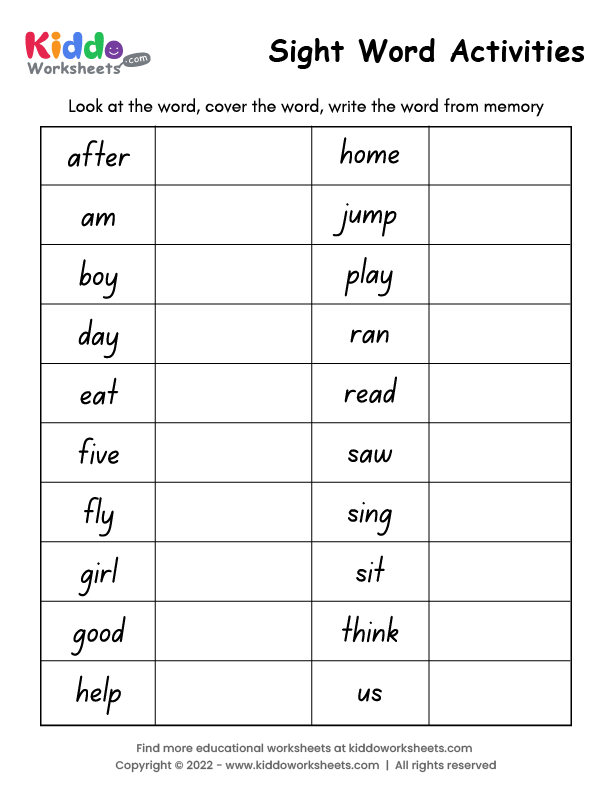 Kiddo
Worksheets.com
Sight Word Activities
Look at the word, cover the word, write the word from memory
after home
am jump
boy play
day ran
eat read
five saw
fly sing
girl sit
good think
help us
Find more educational worksheets at kiddoworksheets.com
Copyright © 2022 - www.kiddoworksheets.com | All rights reserved